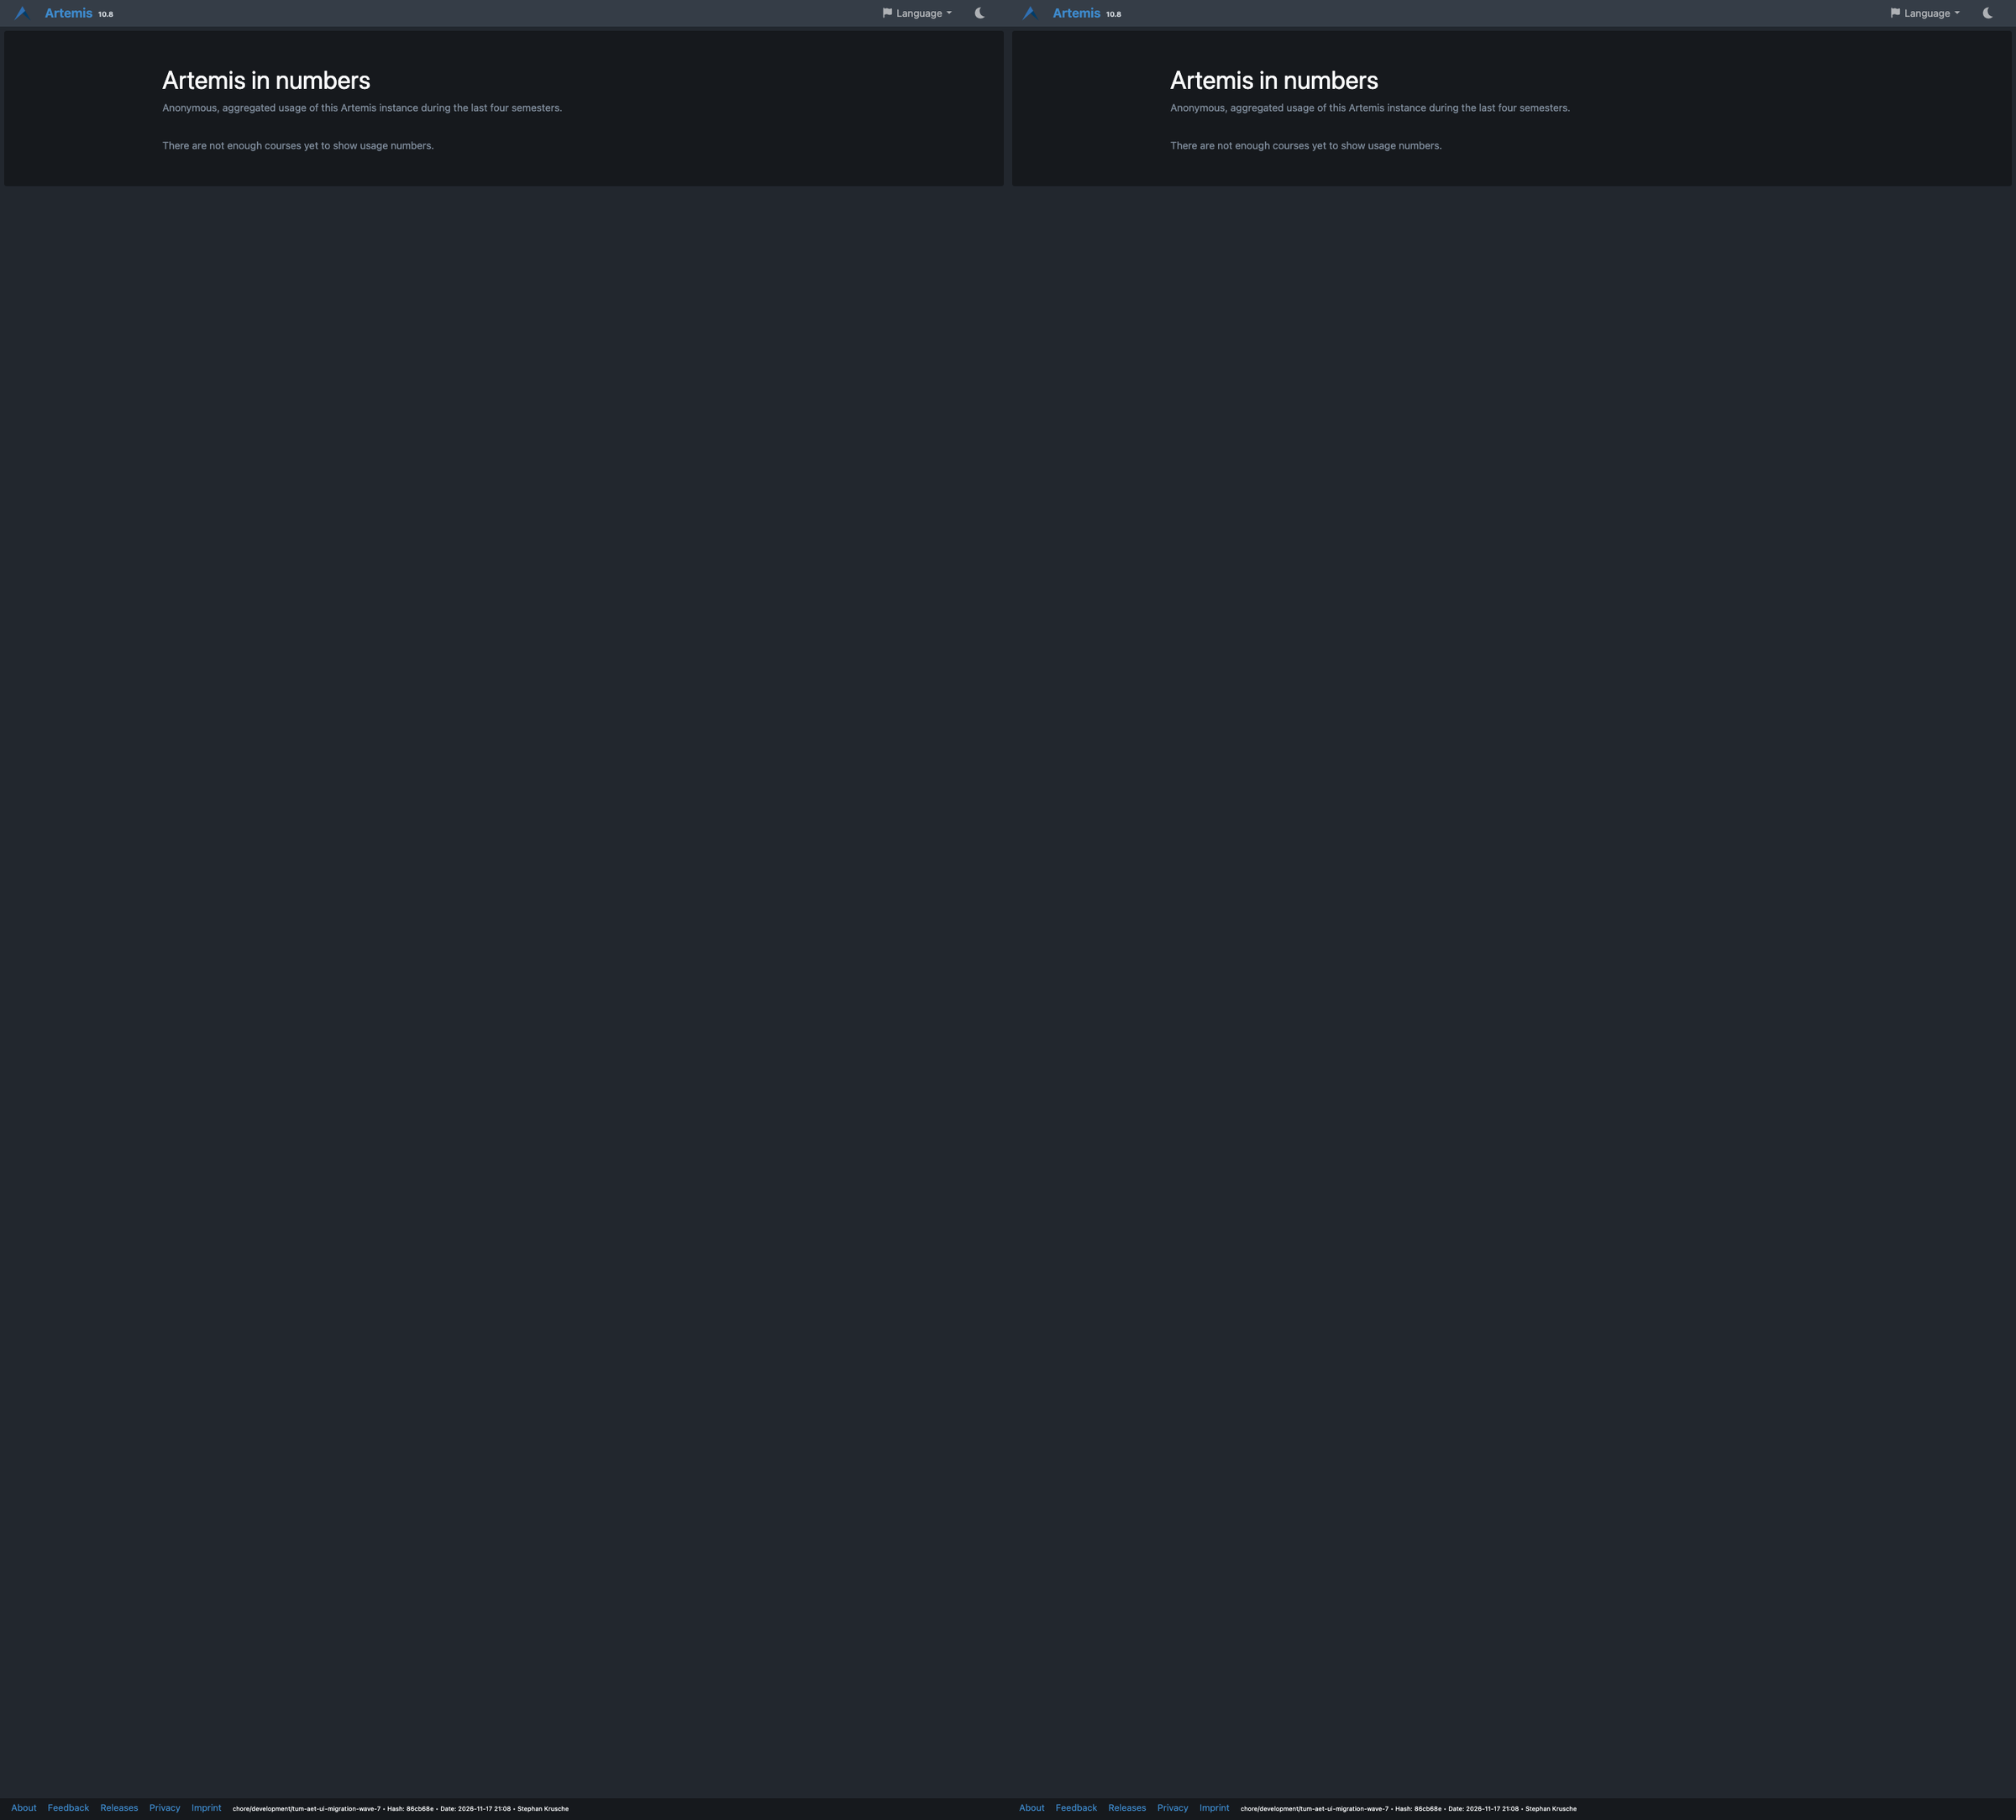 Artemis 10.8 Language
Artemis in numbers
Anonymous, aggregated usage of this Artemis instance during the last four semesters.
There are not enough courses yet to show usage numbers.
About Feedback Releases Privacy Imprint chore/development/tum-aet-ui-migration-wave-7 • Hash: 86cb68e • Date: 2026-11-17 21:08 • Stephan Krusche
Artemis 10.8 Language
Artemis in numbers
Anonymous, aggregated usage of this Artemis instance during the last four semesters.
There are not enough courses yet to show usage numbers.
About Feedback Releases Privacy Imprint chore/development/tum-aet-ui-migration-wave-7 • Hash: 86cb68e • Date: 2026-11-17 21:08 • Stephan Krusche